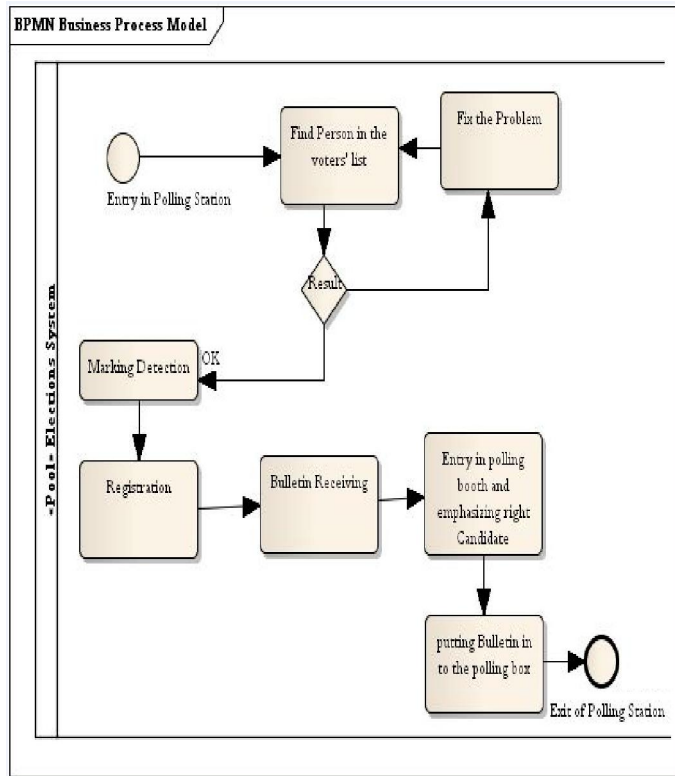 BPMN Business Process Model
«Pool» Elections System
Entry in Polling Station
Find Person in the
voters' list
Fix the Problem
Result
OK
Marking Detection
Registration
Bulletin Receiving
Entry in polling
booth and
emphasizing right
Candidate
putting Bulletin in
to the polling box
Exit of Polling Station